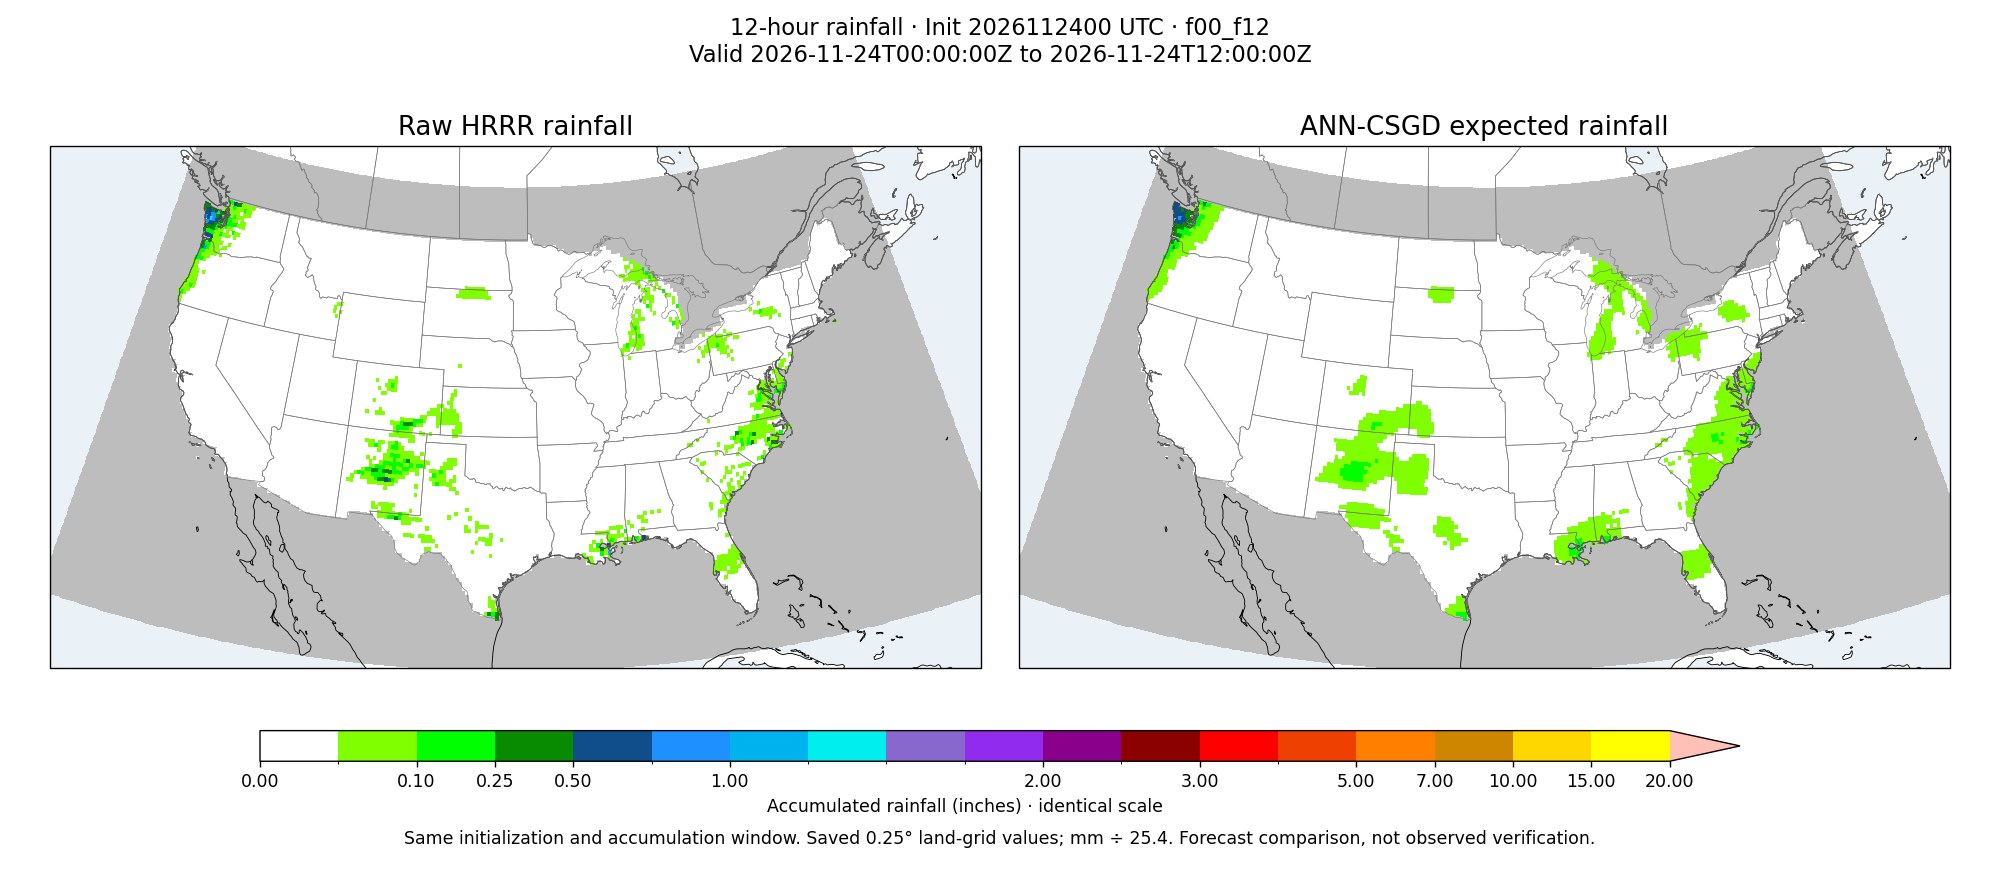 12-hour rainfall · Init 2026112400 UTC · f00_f12
Valid 2026-11-24T00:00:00Z to 2026-11-24T12:00:00Z
Raw HRRR rainfall
ANN-CSGD expected rainfall
0.00 0.10 0.25 0.50 1.00 2.00 3.00 5.00 7.00 10.00 15.00 20.00
Accumulated rainfall (inches) · identical scale
Same initialization and accumulation window. Saved 0.25° land-grid values; mm ÷ 25.4. Forecast comparison, not observed verification.